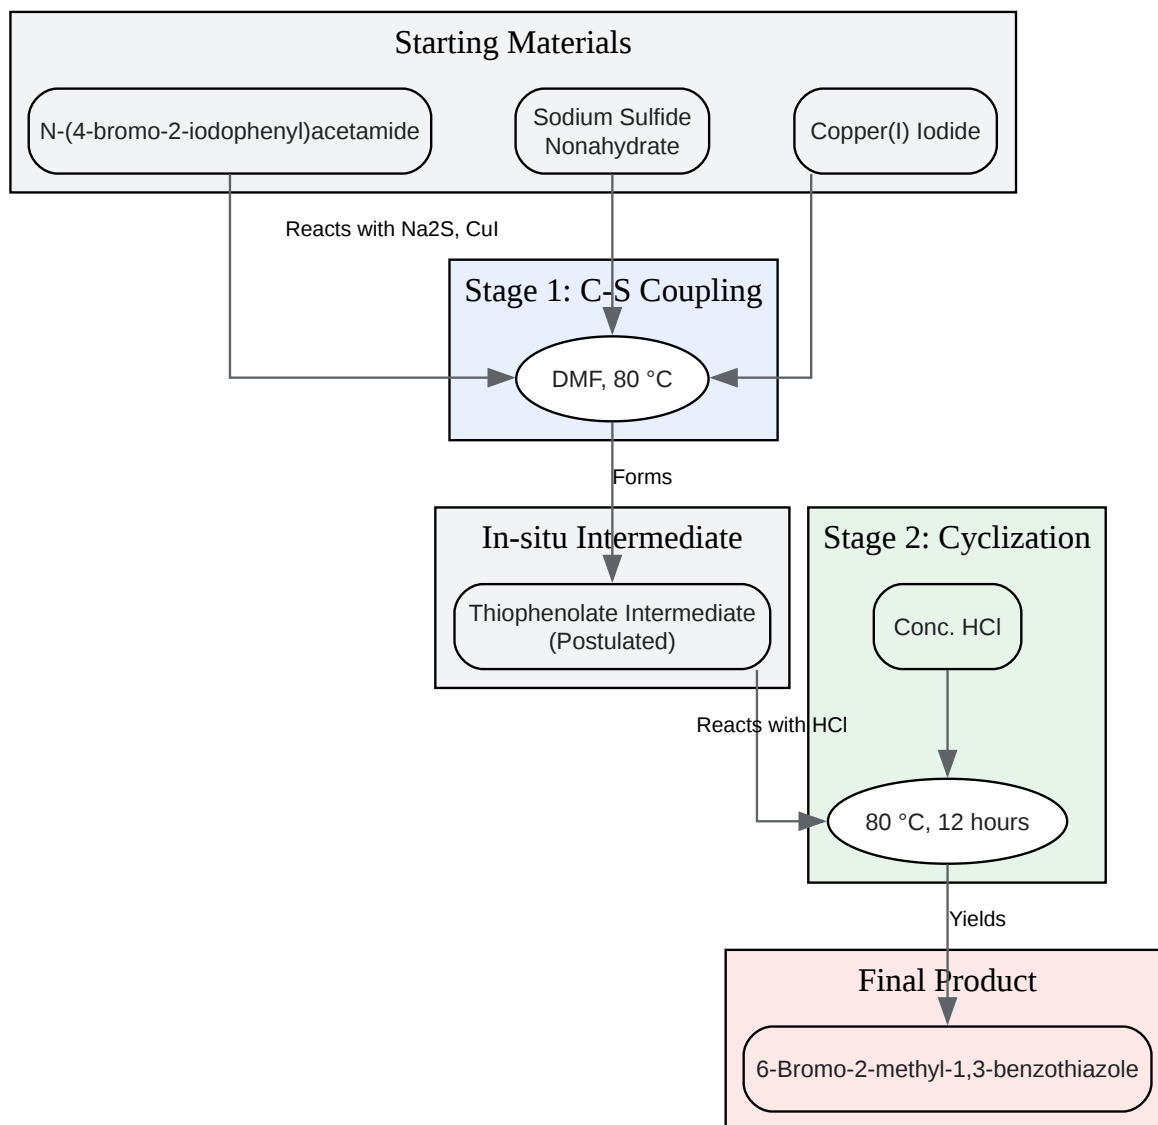 Starting Materials
N-(4-bromo-2-iodophenyl)acetamide
Sodium Sulfide
Nonahydrate
Copper(I) Iodide
Reacts with Na2S, CuI
Stage 1: C-S Coupling
DMF, 80 °C
Forms
In-situ Intermediate
Thiophenolate Intermediate
(Postulated)
Stage 2: Cyclization
Conc. HCl
Reacts with HCl
80 °C, 12 hours
Yields
Final Product
6-Bromo-2-methyl-1,3-benzothiazole